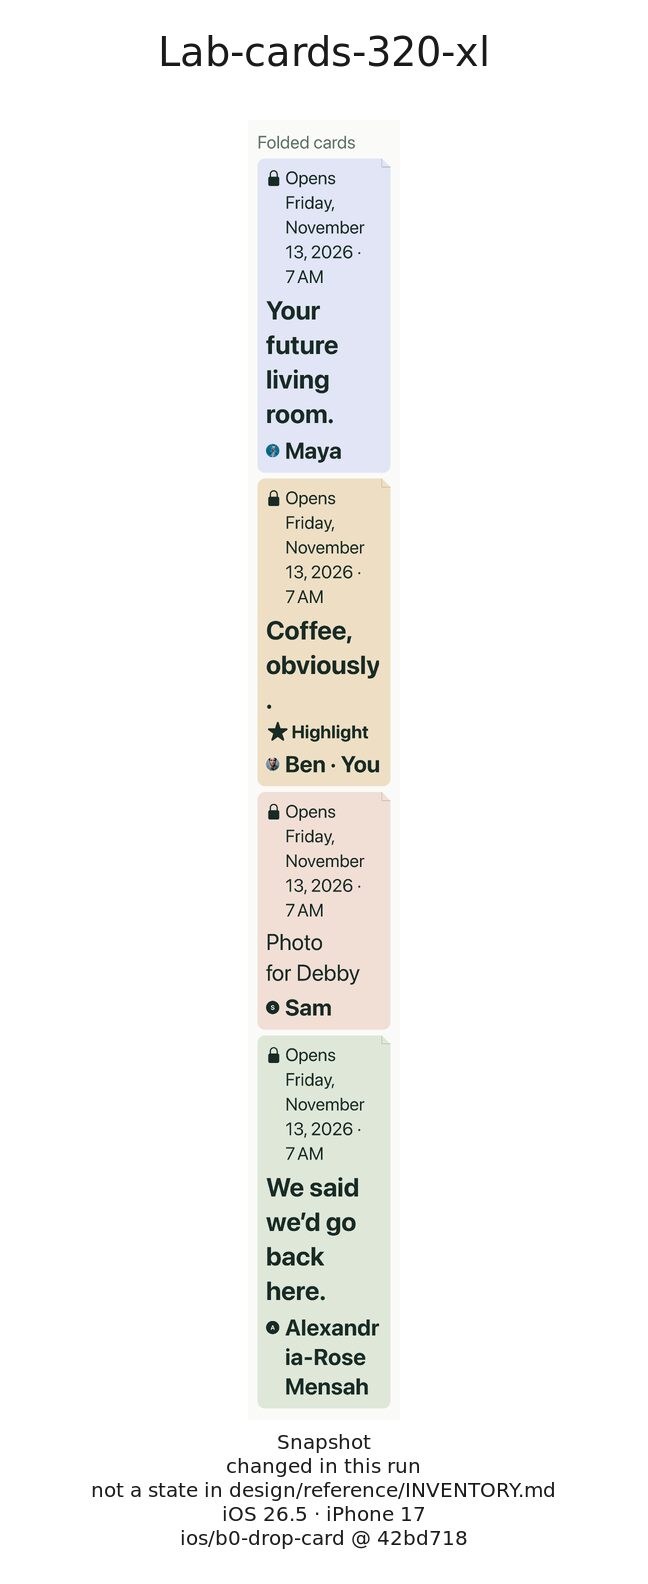 Lab-cards-320-xl
Folded cards
Opens
Friday,
November
13, 2026 ·
7 AM
Your
future
living
room.
Maya
Opens
Friday,
November
13, 2026 ·
7 AM
Coffee,
obviously
.
Highlight
Ben · You
Opens
Friday,
November
13, 2026 ·
7 AM
Photo
for Debby
S
Sam
Opens
Friday,
November
13, 2026 ·
7 AM
We said
we’d go
back
here.
A
Alexandr
ia-Rose
Mensah
Snapshot
changed in this run
not a state in design/reference/INVENTORY.md
iOS 26.5 · iPhone 17
ios/b0-drop-card @ 42bd718